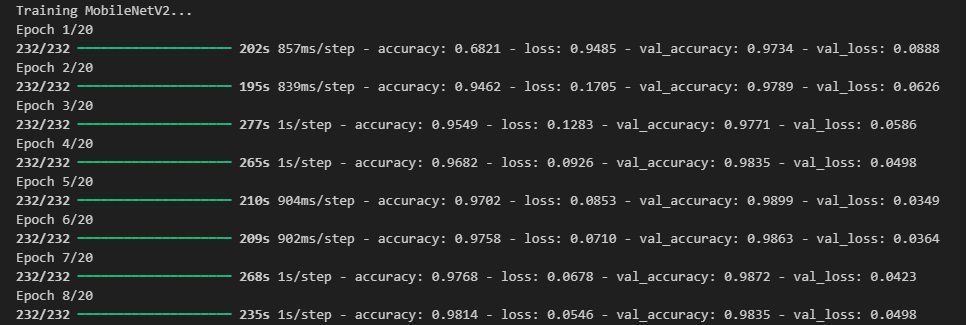 Training MobileNetV2...
Epoch 1/20
232/232 ━━━━━━━━━━━━━━━━━━━━ 202s 857ms/step - accuracy: 0.6821 - loss: 0.9485 - val_accuracy: 0.9734 - val_loss: 0.0888
Epoch 2/20
232/232 ━━━━━━━━━━━━━━━━━━━━ 195s 839ms/step - accuracy: 0.9462 - loss: 0.1705 - val_accuracy: 0.9789 - val_loss: 0.0626
Epoch 3/20
232/232 ━━━━━━━━━━━━━━━━━━━━ 277s 1s/step - accuracy: 0.9549 - loss: 0.1283 - val_accuracy: 0.9771 - val_loss: 0.0586
Epoch 4/20
232/232 ━━━━━━━━━━━━━━━━━━━━ 265s 1s/step - accuracy: 0.9682 - loss: 0.0926 - val_accuracy: 0.9835 - val_loss: 0.0498
Epoch 5/20
232/232 ━━━━━━━━━━━━━━━━━━━━ 210s 904ms/step - accuracy: 0.9702 - loss: 0.0853 - val_accuracy: 0.9899 - val_loss: 0.0349
Epoch 6/20
232/232 ━━━━━━━━━━━━━━━━━━━━ 209s 902ms/step - accuracy: 0.9758 - loss: 0.0710 - val_accuracy: 0.9863 - val_loss: 0.0364
Epoch 7/20
232/232 ━━━━━━━━━━━━━━━━━━━━ 268s 1s/step - accuracy: 0.9768 - loss: 0.0678 - val_accuracy: 0.9872 - val_loss: 0.0423
Epoch 8/20
232/232 ━━━━━━━━━━━━━━━━━━━━ 235s 1s/step - accuracy: 0.9814 - loss: 0.0546 - val_accuracy: 0.9835 - val_loss: 0.0498